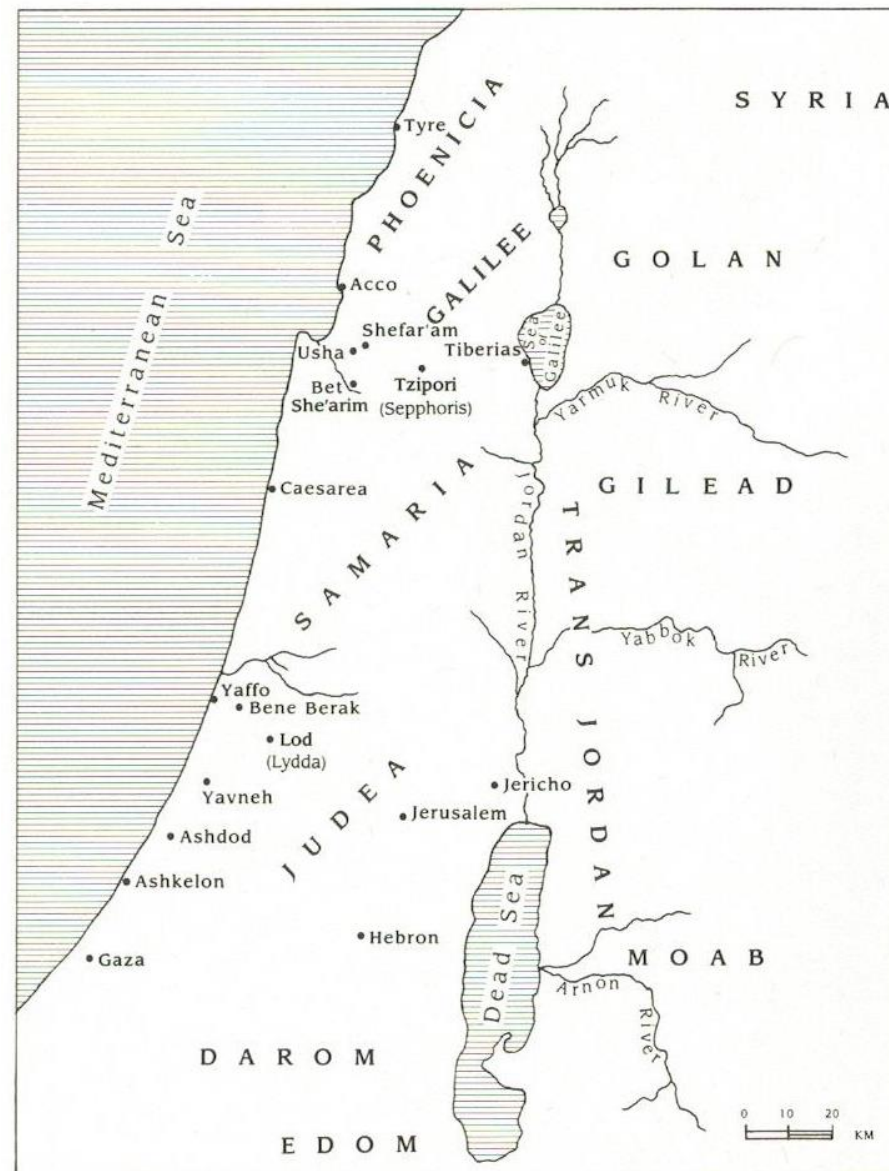 SYRIA
Tyre
PHOENICIA
Mediterranean Sea
GOLAN
GALILEE
Acco
Shefar'am
Usha
Tiberias
Sea of Galilee
Bet
She'arim
Tzipori
(Sepphoris)
Yarmuk River
Caesarea
SAMARIA
GILEAD
Jordan River
TRANS JORDAN
Yabbok River
Yaffo
Bene Berak
Lod
(Lydda)
Yavneh
Jericho
JUDEA
Jerusalem
Ashdod
Ashkelon
Hebron
Dead Sea
Gaza
MOAB
Arnon River
DAROM
EDOM
0 10 20
KM